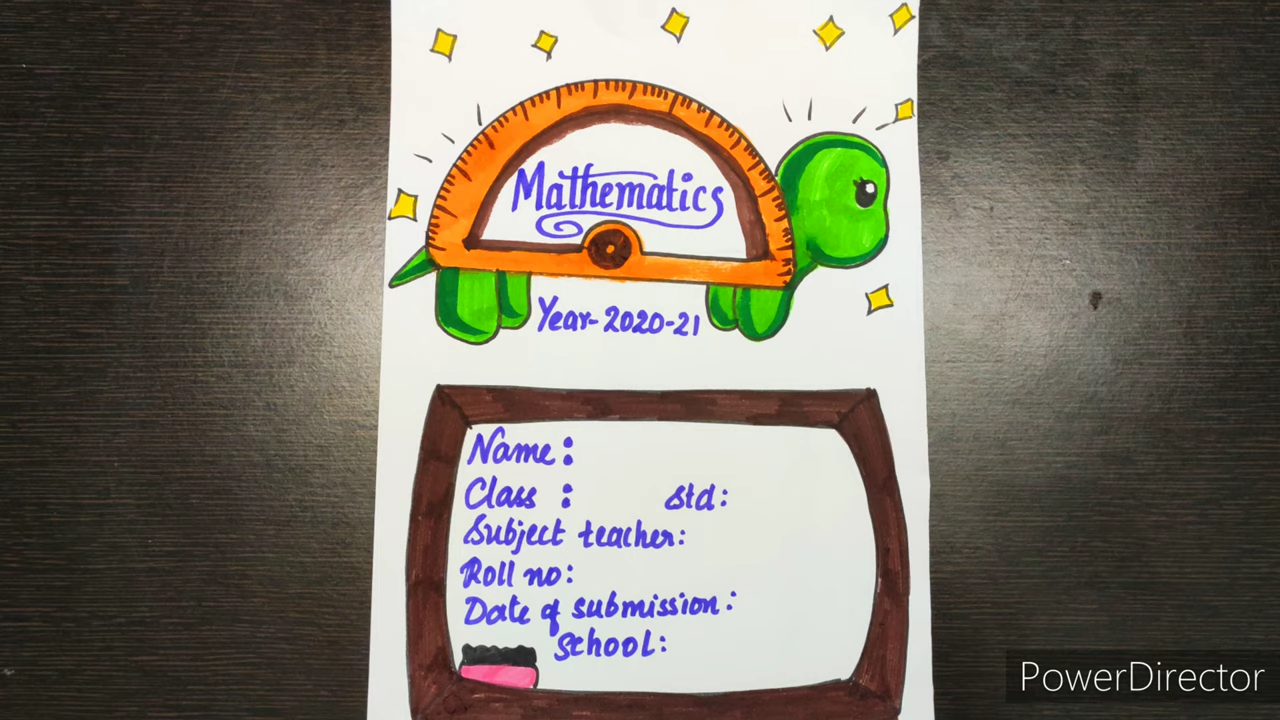 Mathematics
Year-2020-21
Name:
Class : Std:
Subject teacher:
Roll no:
Date of submission:
School:
PowerDirector